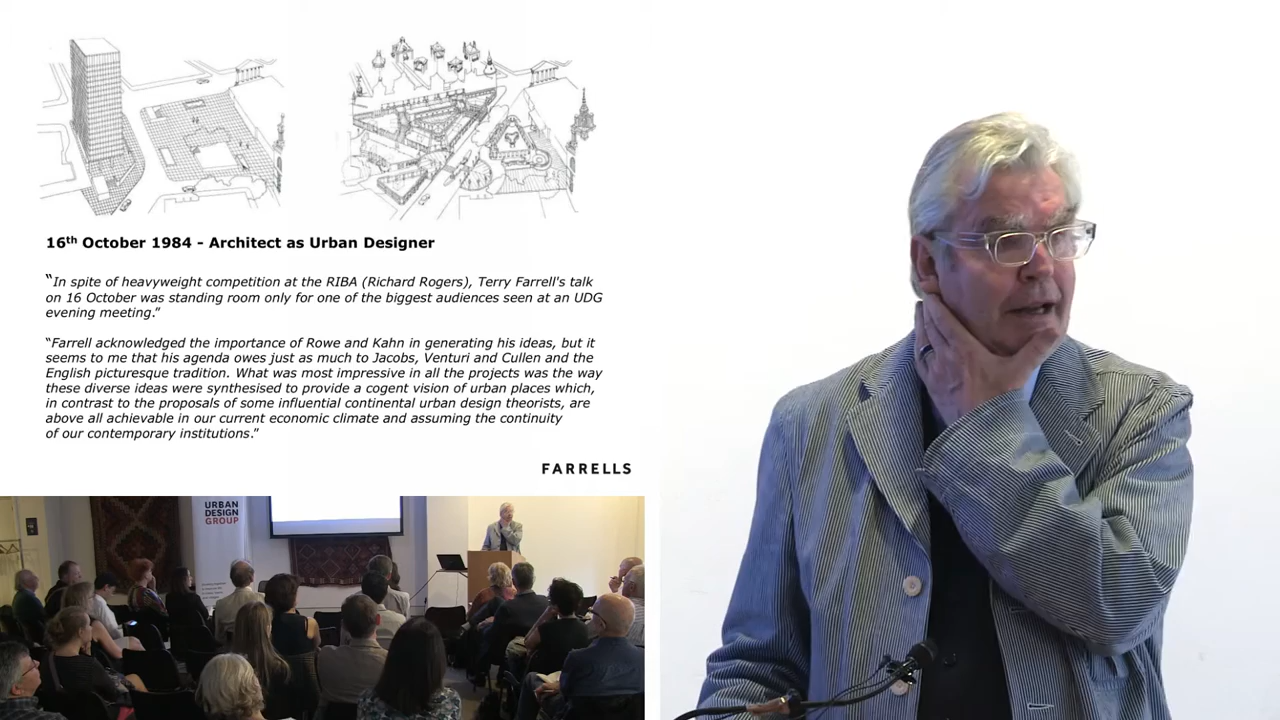 16th October 1984 - Architect as Urban Designer
"In spite of heavyweight competition at the RIBA (Richard Rogers), Terry Farrell's talk
on 16 October was standing room only for one of the biggest audiences seen at an UDG
evening meeting."
"Farrell acknowledged the importance of Rowe and Kahn in generating his ideas, but it
seems to me that his agenda owes just as much to Jacobs, Venturi and Cullen and the
English picturesque tradition. What was most impressive in all the projects was the way
these diverse ideas were synthesised to provide a cogent vision of urban places which,
in contrast to the proposals of some influential continental urban design theorists, are
above all achievable in our current economic climate and assuming the continuity
of our contemporary institutions."
FARRELLS
URBAN
DESIGN
GROUP